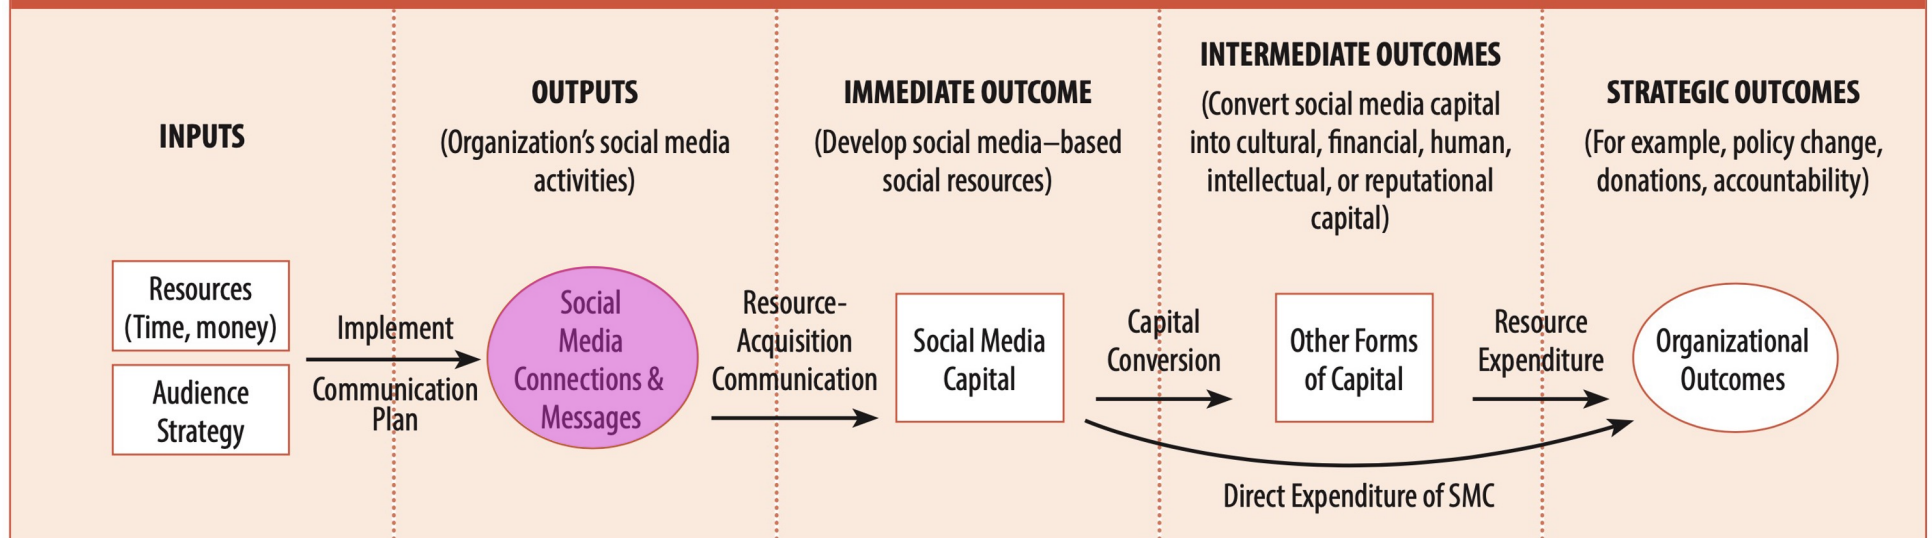 INPUTS
Resources
(Time, money)
Audience
Strategy
Implement
Communication
Plan
OUTPUTS
(Organization’s social media
activities)
Social
Media
Connections &
Messages
Resource-
Acquisition
Communication
IMMEDIATE OUTCOME
(Develop social media–based
social resources)
Social Media
Capital
Capital
Conversion
INTERMEDIATE OUTCOMES
(Convert social media capital
into cultural, financial, human,
intellectual, or reputational
capital)
Other Forms
of Capital
Resource
Expenditure
Direct Expenditure of SMC
STRATEGIC OUTCOMES
(For example, policy change,
donations, accountability)
Organizational
Outcomes